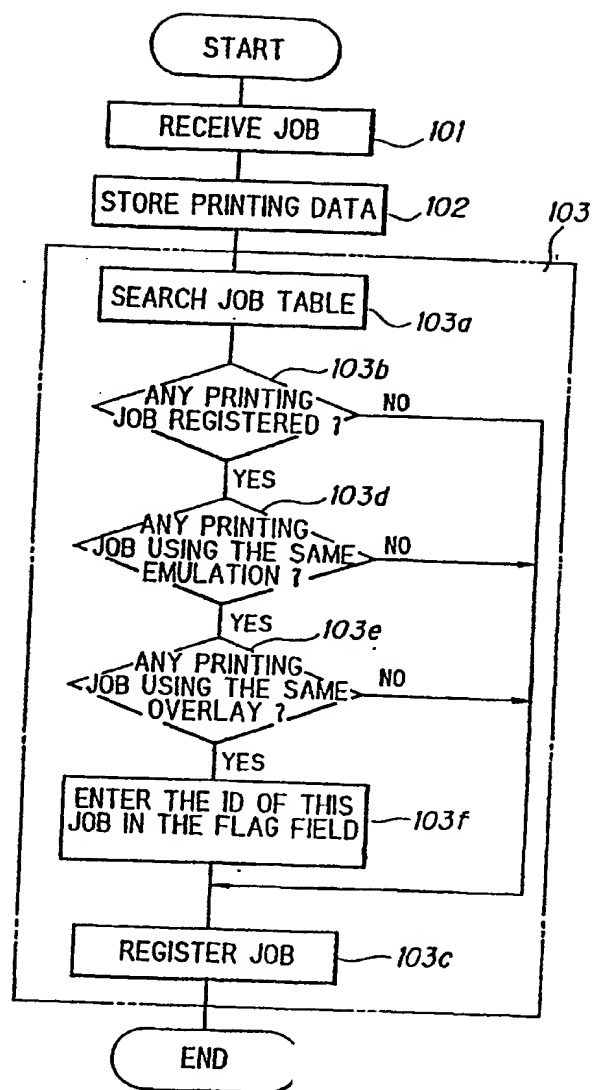 START
RECEIVE JOB
101
STORE PRINTING DATA
102
103
SEARCH JOB TABLE
103a
103b
ANY PRINTING
JOB REGISTERED ?
NO
YES
103d
ANY PRINTING
JOB USING THE SAME
EMULATION ?
NO
YES
103e
ANY PRINTING
JOB USING THE SAME
OVERLAY ?
NO
YES
ENTER THE ID OF THIS
JOB IN THE FLAG FIELD
103f
REGISTER JOB
103c
END